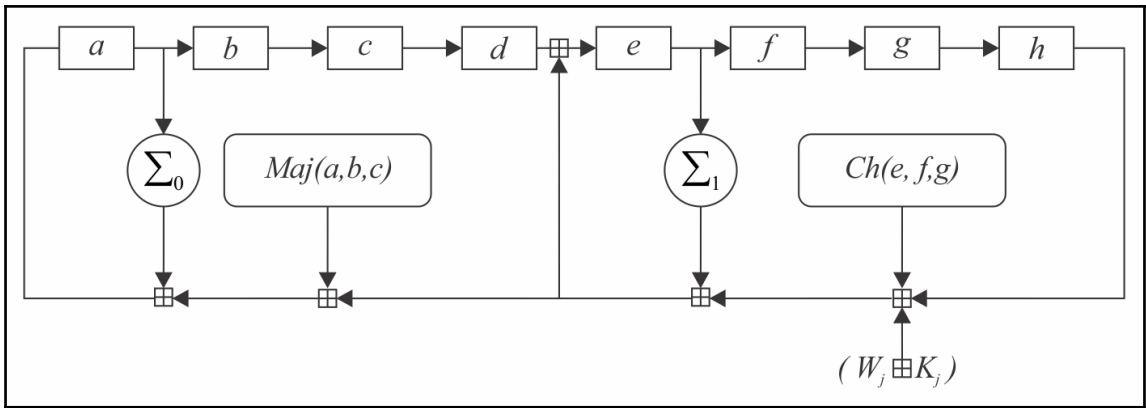 a b c d e f g h
∑₀ Maj(a,b,c) ∑₁ Ch(e, f,g)
(Wⱼ ⊞ Kⱼ)